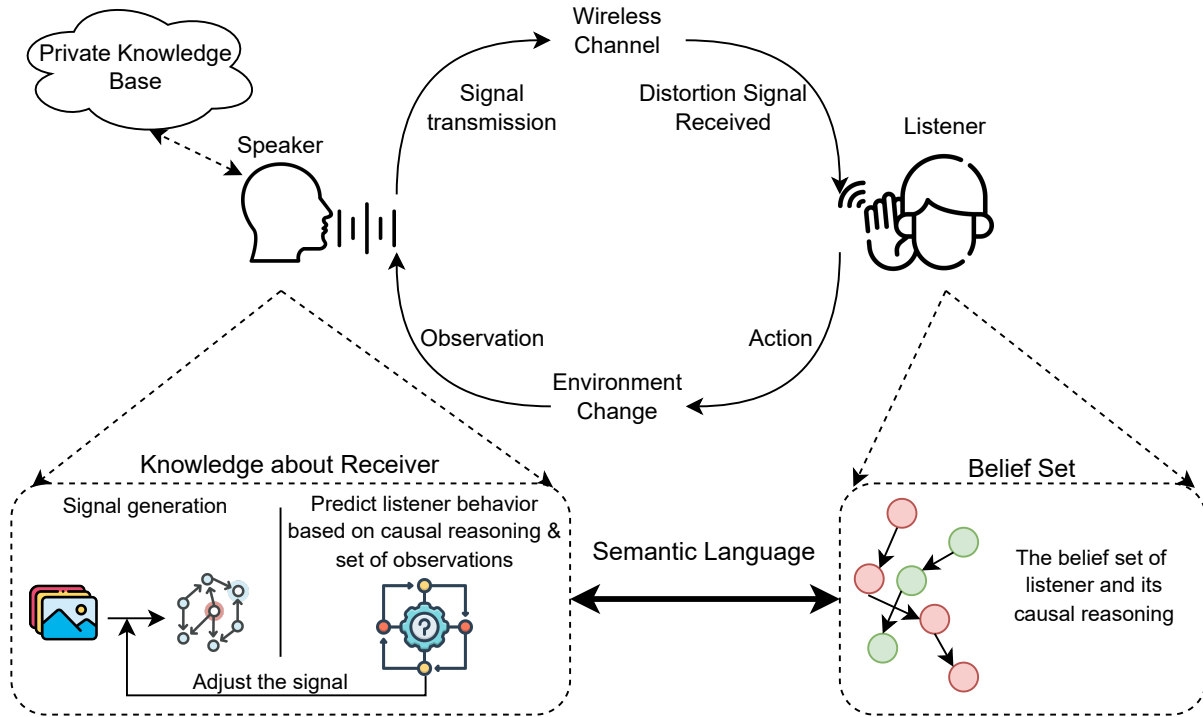 Private Knowledge
Base
Wireless
Channel
Signal
transmission
Distortion Signal
Received
Speaker
Listener
Observation
Action
Environment
Change
Knowledge about Receiver
Signal generation
Predict listener behavior
based on causal reasoning &
set of observations
?
Adjust the signal
Semantic Language
Belief Set
The belief set of
listener and its
causal reasoning